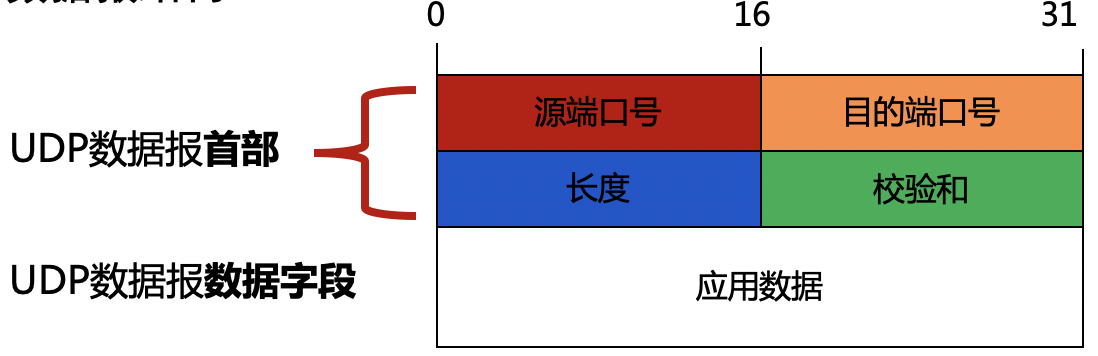 0 16 31
源端口号 目的端口号
UDP数据报首部
长度 校验和
UDP数据报数据字段
应用数据